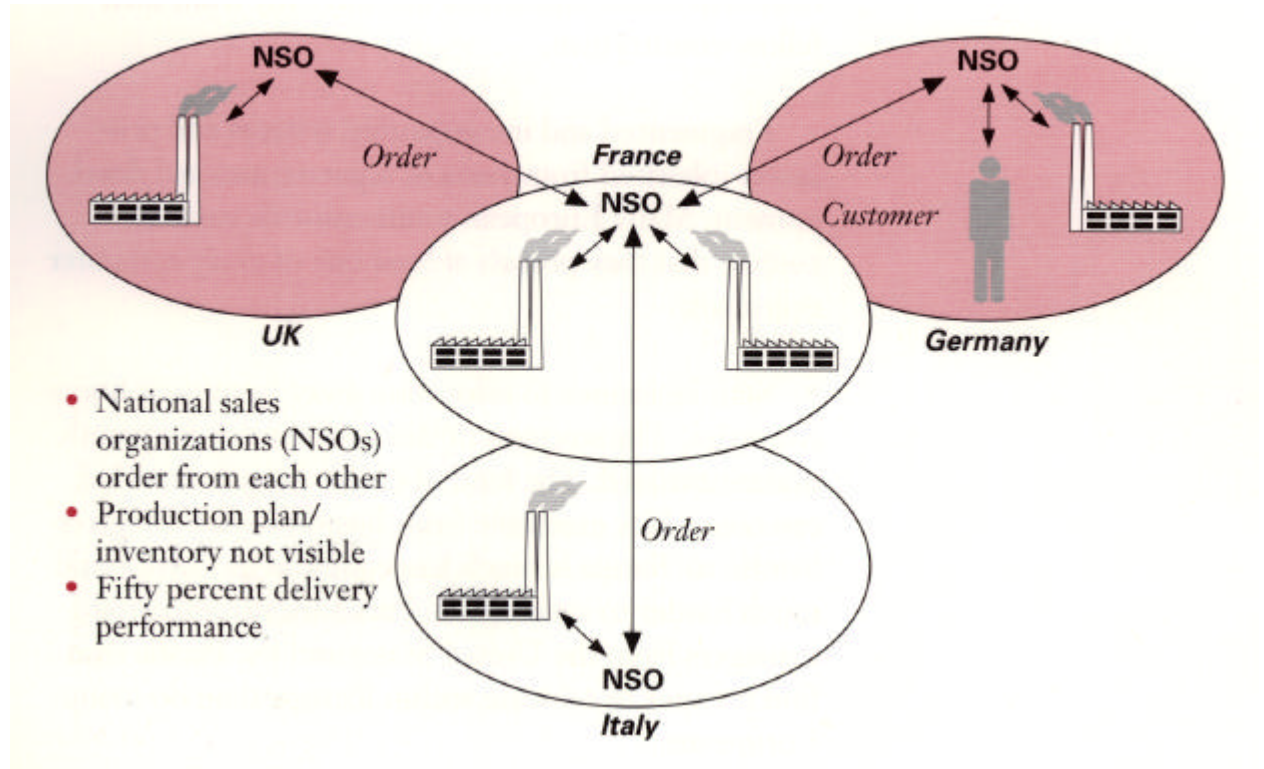 NSO
NSO
Order
France
Order
NSO
Customer
UK
Germany
• National sales
organizations (NSOs)
order from each other
• Production plan/
inventory not visible
• Fifty percent delivery
performance
Order
NSO
Italy